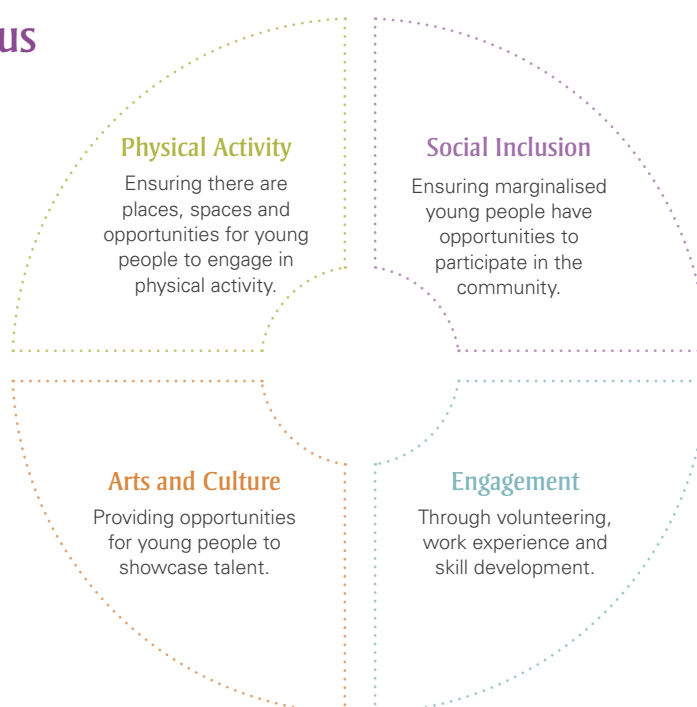 us
Physical Activity
Ensuring there are
places, spaces and
opportunities for young
people to engage in
physical activity.
Social Inclusion
Ensuring marginalised
young people have
opportunities to
participate in the
community.
Arts and Culture
Providing opportunities
for young people to
showcase talent.
Engagement
Through volunteering,
work experience and
skill development.